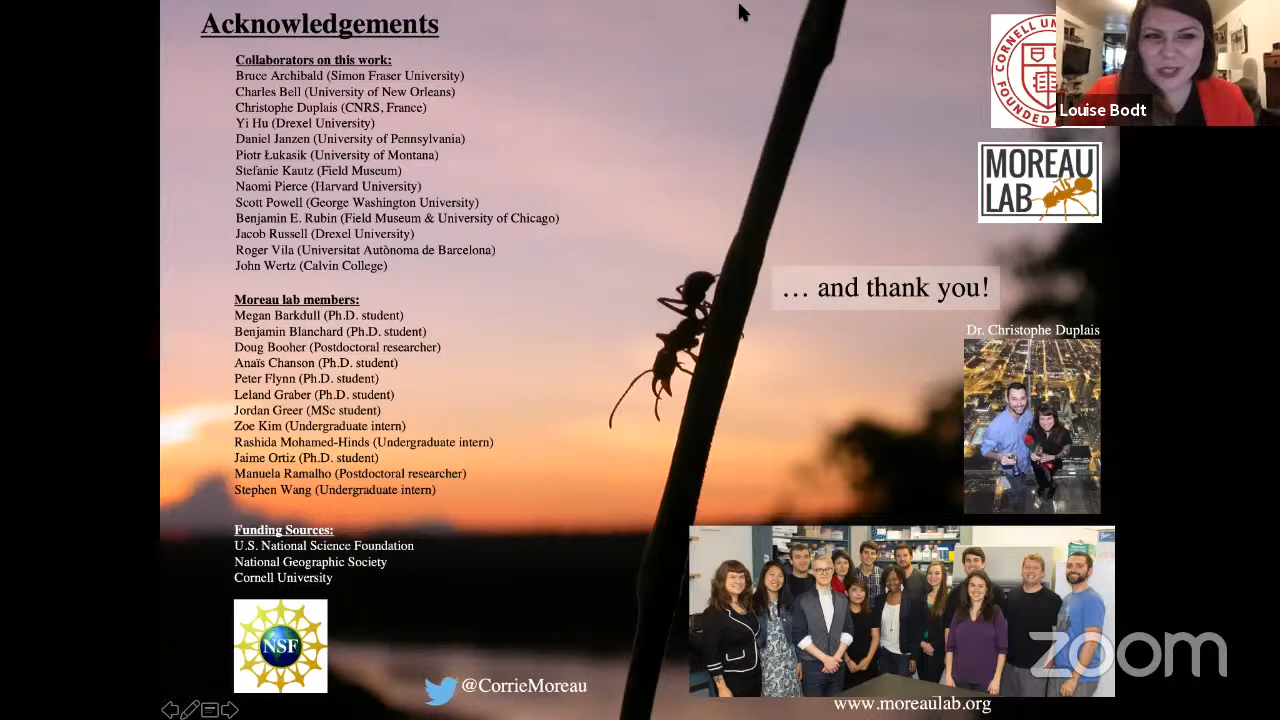 Acknowledgements
Collaborators on this work:
Bruce Archibald (Simon Fraser University)
Charles Bell (University of New Orleans)
Christophe Duplais (CNRS, France)
Yi Hu (Drexel University)
Daniel Janzen (University of Pennsylvania)
Piotr Łukasik (University of Montana)
Stefanie Kautz (Field Museum)
Naomi Pierce (Harvard University)
Scott Powell (George Washington University)
Benjamin E. Rubin (Field Museum & University of Chicago)
Jacob Russell (Drexel University)
Roger Vila (Universitat Autònoma de Barcelona)
John Wertz (Calvin College)
Moreau lab members:
Megan Barkdull (Ph.D. student)
Benjamin Blanchard (Ph.D. student)
Doug Booher (Postdoctoral researcher)
Anaïs Chanson (Ph.D. student)
Peter Flynn (Ph.D. student)
Leland Graber (Ph.D. student)
Jordan Greer (MSc student)
Zoe Kim (Undergraduate intern)
Rashida Mohamed-Hinds (Undergraduate intern)
Jaime Ortiz (Ph.D. student)
Manuela Ramalho (Postdoctoral researcher)
Stephen Wang (Undergraduate intern)
Funding Sources:
U.S. National Science Foundation
National Geographic Society
Cornell University
NSF
@CorrieMoreau
CORNELL
FOUNDED
Louise Bodt
MOREAU
LAB
… and thank you!
Dr. Christophe Duplais
zoom
www.moreaulab.org